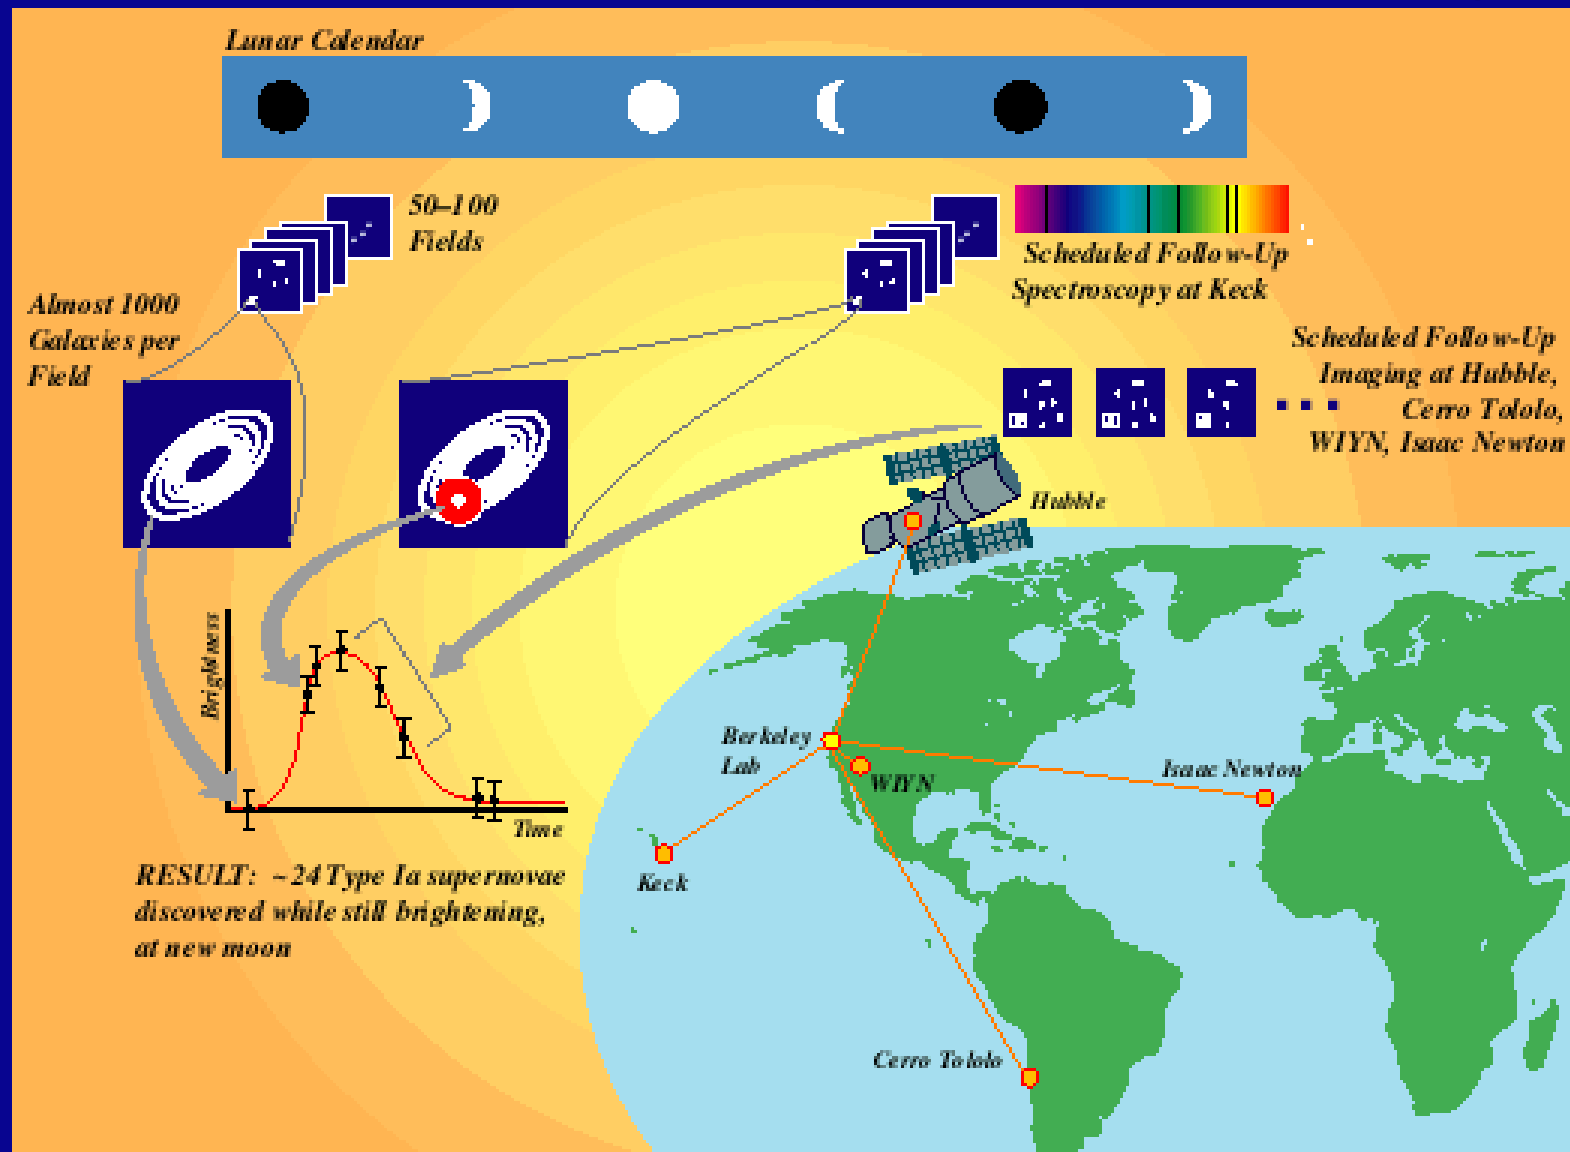 Lunar Calendar
50–100
Fields
Almost 1000
Galaxies per
Field
Scheduled Follow-Up
Spectroscopy at Keck
Scheduled Follow-Up
Imaging at Hubble,
Cerro Tololo,
WIYN, Isaac Newton
Hubble
Brightness
Time
RESULT: ~24 Type Ia supernovae
discovered while still brightening,
at new moon
Berkeley
Lab
WIYN
Isaac Newton
Keck
Cerro Tololo